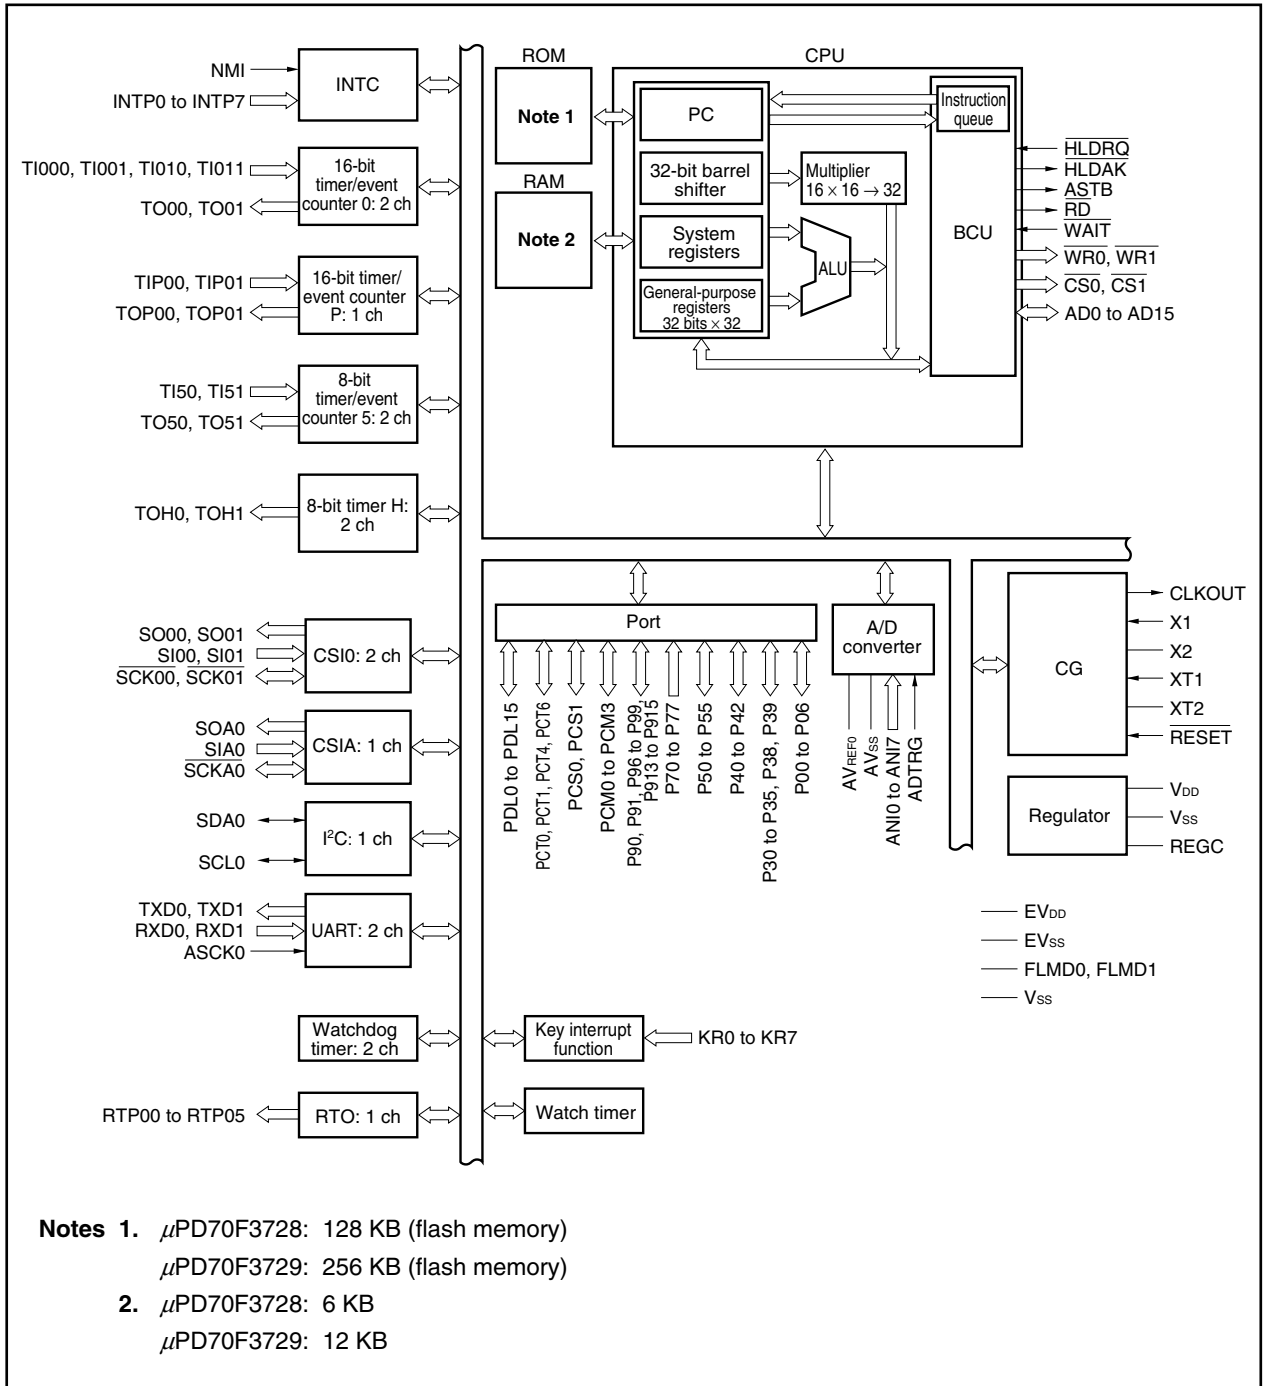 NMI
INTP0 to INTP7
INTC
TI000, TI001, TI010, TI011
TO00, TO01
16-bit
timer/event
counter 0: 2 ch
TIP00, TIP01
TOP00, TOP01
16-bit timer/
event counter
P: 1 ch
TI50, TI51
TO50, TO51
8-bit
timer/event
counter 5: 2 ch
TOH0, TOH1
8-bit timer H:
2 ch
SO00, SO01
SI00, SI01
SCK00, SCK01
CSI0: 2 ch
SOA0
SIA0
SCKA0
CSIA: 1 ch
SDA0
SCL0
I²C: 1 ch
TXD0, TXD1
RXD0, RXD1
ASCK0
UART: 2 ch
Watchdog
timer: 2 ch
RTP00 to RTP05
RTO: 1 ch
ROM
Note 1
RAM
Note 2
CPU
PC
32-bit barrel
shifter
System
registers
General-purpose
registers
32 bits × 32
Multiplier
16 × 16 → 32
ALU
Instruction
queue
BCU
HLDRQ
HLDAK
ASTB
RD
WAIT
WR0, WR1
CS0, CS1
AD0 to AD15
Port
PDL0 to PDL15
PCT0, PCT1, PCT4, PCT6
PCS0, PCS1
PCM0 to PCM3
P90, P91, P96 to P99,
P913 to P915
P70 to P77
P50 to P55
P40 to P42
P30 to P35, P38, P39
P00 to P06
A/D
converter
AVREF0
AVSS
ANI0 to ANI7
ADTRG
CG
CLKOUT
X1
X2
XT1
XT2
RESET
Regulator
VDD
VSS
REGC
EVDD
EVSS
FLMD0, FLMD1
VSS
Key interrupt
function
KR0 to KR7
Watch timer
Notes 1. μPD70F3728: 128 KB (flash memory)
μPD70F3729: 256 KB (flash memory)
2. μPD70F3728: 6 KB
μPD70F3729: 12 KB